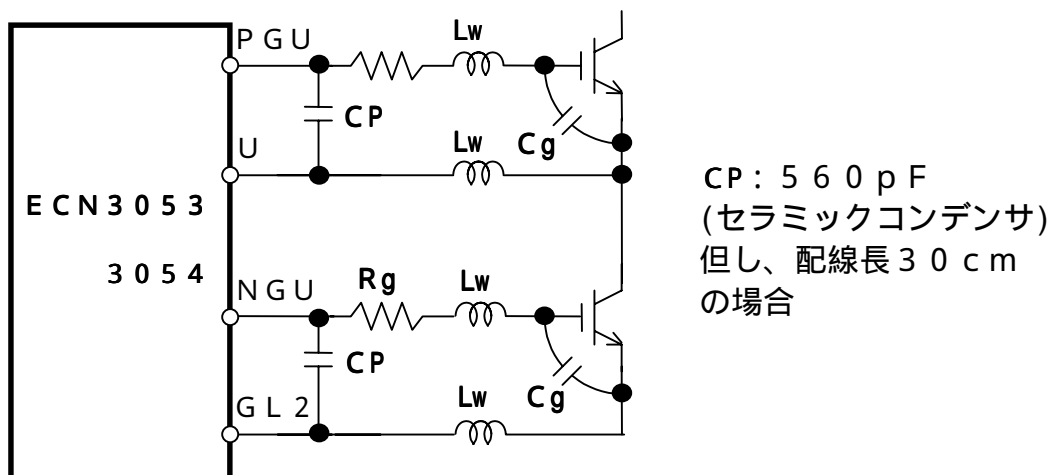 PGU
Lw
CP
Cg
U
Lw
ECN3053
3054
NGU
Rg
Lw
CP
Cg
GL2
Lw
CP: 560pF
(セラミックコンデンサ)
但し、配線長30cm
の場合